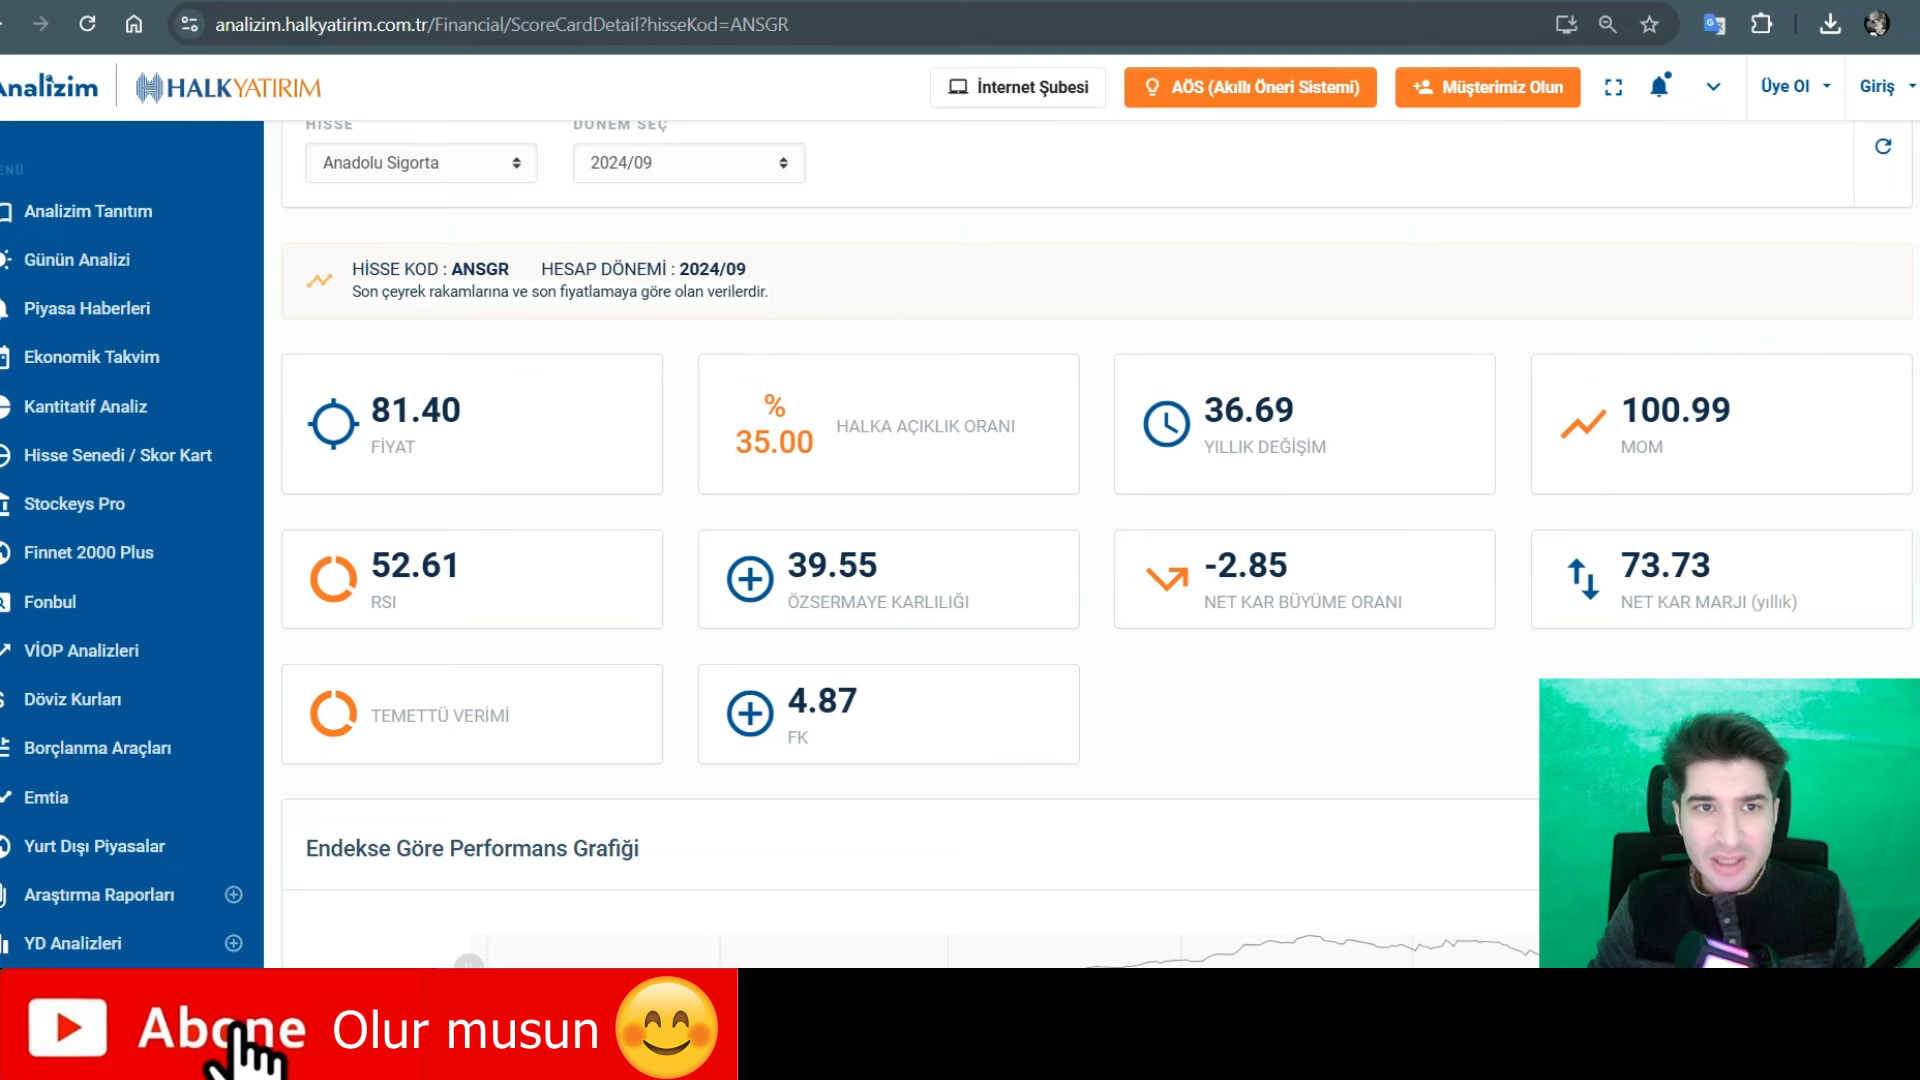 analizim.halkyatirim.com.tr/Financial/ScoreCardDetail?hisseKod=ANSGR
Analizim
HALKYATIRIM
İnternet Şubesi
AÖS (Akıllı Öneri Sistemi)
Müşterimiz Olun
Üye Ol
Giriş
HİSSE
DÖNEM SEÇ
Anadolu Sigorta
2024/09
MENÜ
Analizim Tanıtım
Günün Analizi
Piyasa Haberleri
Ekonomik Takvim
Kantitatif Analiz
Hisse Senedi / Skor Kart
Stockeys Pro
Finnet 2000 Plus
Fonbul
VİOP Analizleri
Döviz Kurları
Borçlanma Araçları
Emtia
Yurt Dışı Piyasalar
Araştırma Raporları
YD Analizleri
HİSSE KOD : ANSGR HESAP DÖNEMİ : 2024/09
Son çeyrek rakamlarına ve son fiyatlamaya göre olan verilerdir.
81.40
FİYAT
%
35.00
HALKA AÇIKLIK ORANI
36.69
YILLIK DEĞİŞİM
100.99
MOM
52.61
RSI
39.55
ÖZSERMAYE KARLILIĞI
-2.85
NET KAR BÜYÜME ORANI
73.73
NET KAR MARJI (yıllık)
TEMETTÜ VERİMİ
4.87
FK
Endekse Göre Performans Grafiği
Abone Olur musun